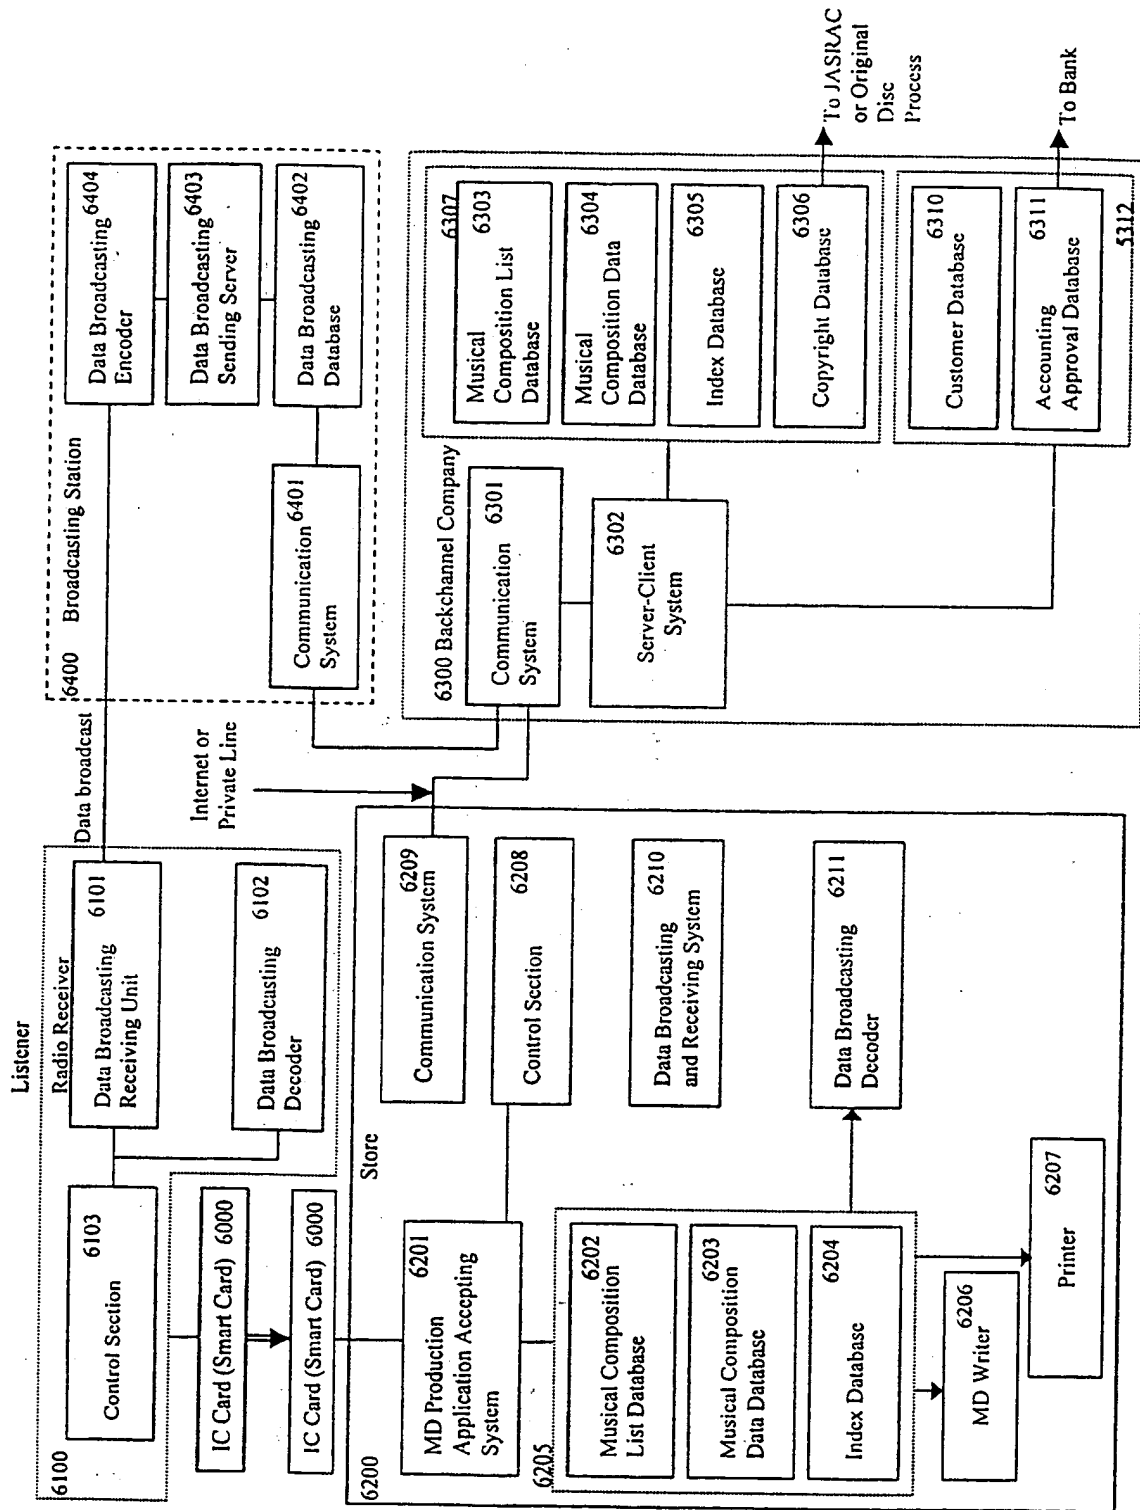 Listener
6100
Radio Receiver
6103
Control Section
6101
Data Broadcasting
Receiving Unit
6102
Data Broadcasting
Decoder
Data broadcast
6400 Broadcasting Station
6404
Data Broadcasting
Encoder
6403
Data Broadcasting
Sending Server
6402
Data Broadcasting
Database
6401
Communication
System
IC Card (Smart Card) 6000
IC Card (Smart Card) 6000
Internet or
Private Line
6200
Store
6201
MD Production
Application Accepting
System
6209
Communication System
6208
Control Section
6210
Data Broadcasting
and Receiving System
6211
Data Broadcasting
Decoder
6205
6202
Musical Composition
List Database
6203
Musical Composition
Data Database
6204
Index Database
6206
MD Writer
6207
Printer
6300 Backchannel Company
6301
Communication
System
6302
Server-Client
System
6307
6303
Musical
Composition List
Database
6304
Musical
Composition Data
Database
6305
Index Database
6306
Copyright Database
To JASRAC
or Original
Disc
Process
6310
Customer Database
6311
Accounting
Approval Database
5312
To Bank